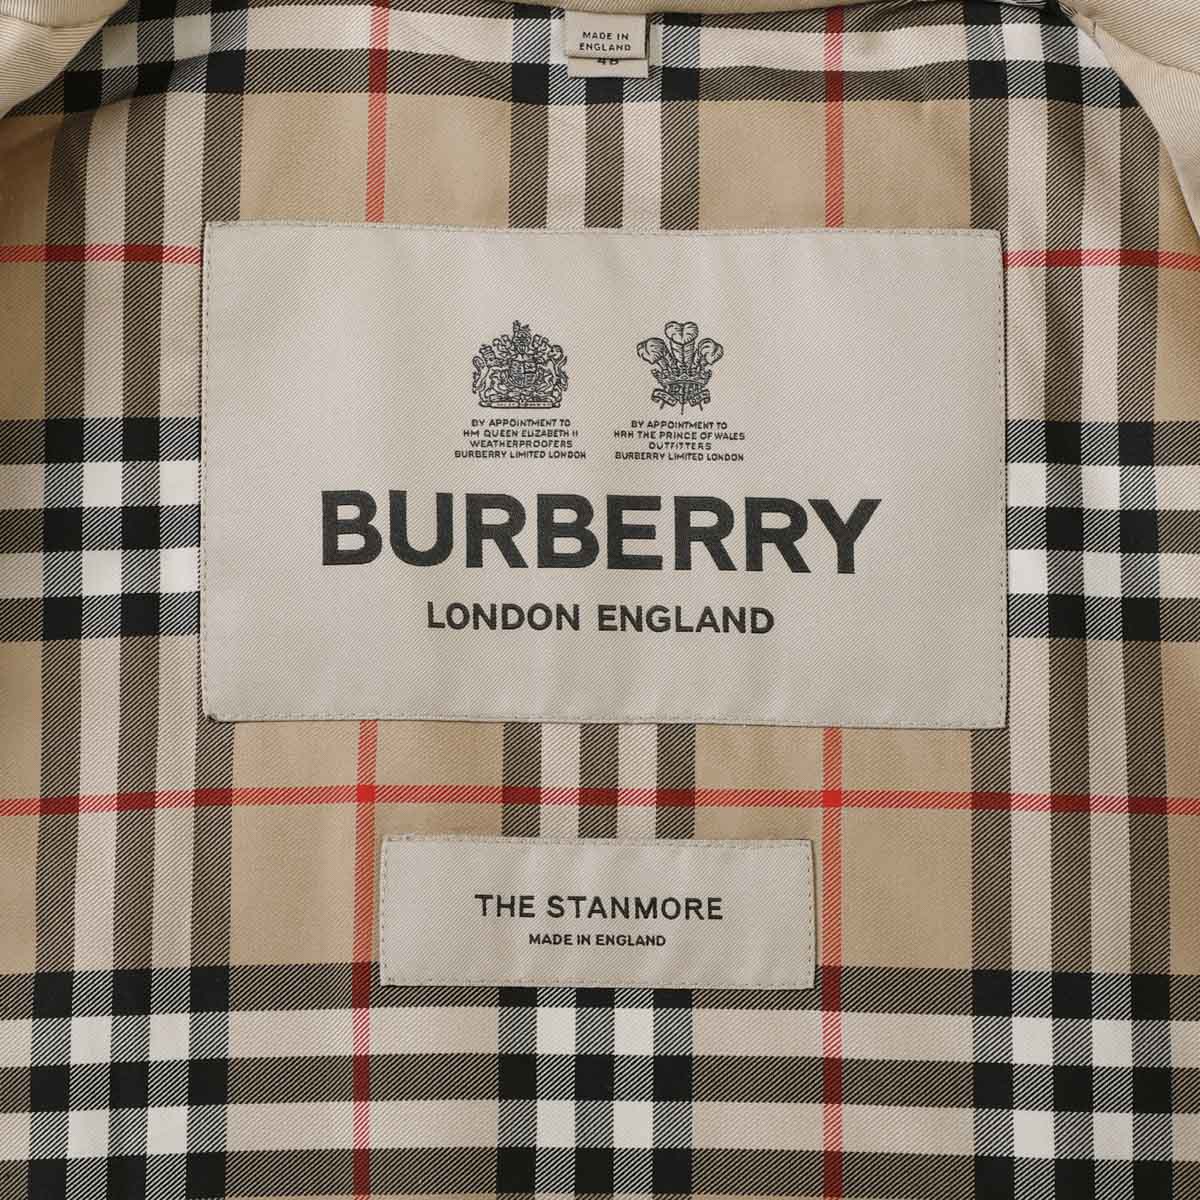 MADE IN
ENGLAND
BY APPOINTMENT TO
HM QUEEN ELIZABETH II
WEATHERPROOFERS
BURBERRY LIMITED LONDON
BY APPOINTMENT TO
HRH THE PRINCE OF WALES
OUTFITTERS
BURBERRY LIMITED LONDON
BURBERRY
LONDON ENGLAND
THE STANMORE
MADE IN ENGLAND